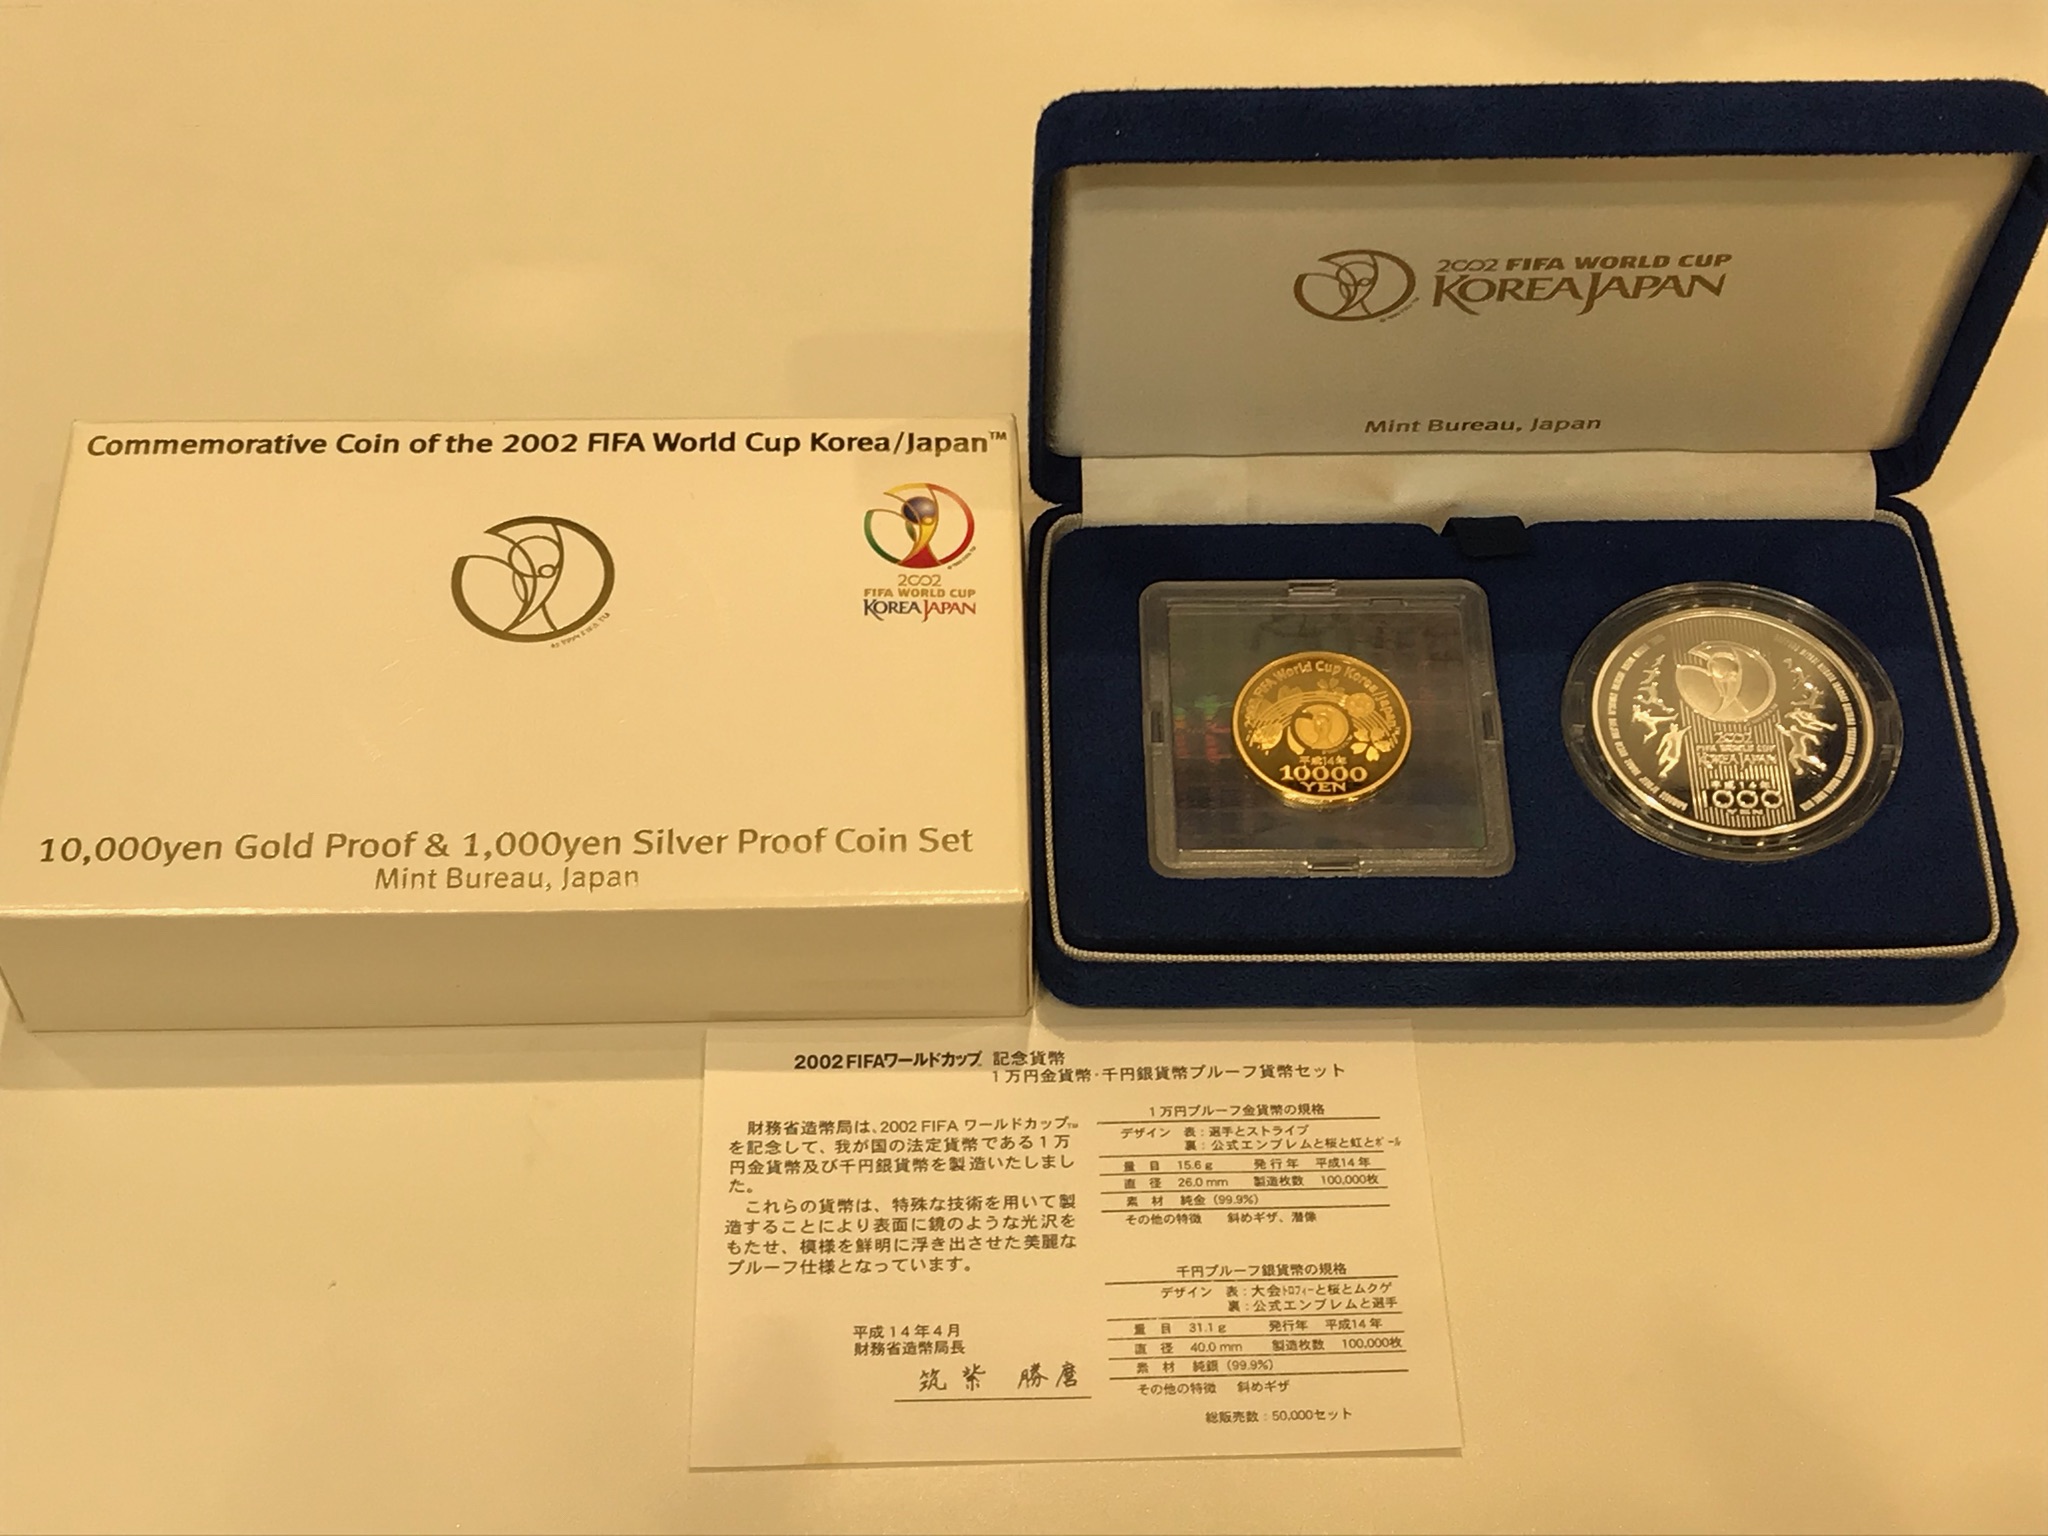 Commemorative Coin of the 2002 FIFA World Cup Korea/Japan™
2002
FIFA WORLD CUP
KOREA JAPAN
10,000yen Gold Proof & 1,000yen Silver Proof Coin Set
Mint Bureau, Japan
2002 FIFA WORLD CUP
KOREA JAPAN
Mint Bureau, Japan
2002 FIFA World Cup Korea/Japan
平成14年
10000
YEN
2002
FIFA WORLD CUP
KOREA JAPAN
平成14年
1000
YEN
2002 FIFAワールドカップ™ 記念貨幣
1万円金貨幣・千円銀貨幣プルーフ貨幣セット
財務省造幣局は、2002 FIFA ワールドカップ™
を記念して、我が国の法定貨幣である1万
円金貨幣及び千円銀貨幣を製造いたしまし
た。
これらの貨幣は、特殊な技術を用いて製
造することにより表面に鏡のような光沢を
もたせ、模様を鮮明に浮き出させた美麗な
プルーフ仕様となっています。
平成14年4月
財務省造幣局長
筑紫 勝麿
1万円プルーフ金貨幣の規格
デザイン 表:選手とストライプ
裏:公式エンブレムと桜と虹とボール
量目 15.6g 発行年 平成14年
直径 26.0mm 製造枚数 100,000枚
素材 純金(99.9%)
その他の特徴 斜めギザ、潜像
千円プルーフ銀貨幣の規格
デザイン 表:大会トロフィーと桜とムクゲ
裏:公式エンブレムと選手
量目 31.1g 発行年 平成14年
直径 40.0mm 製造枚数 100,000枚
素材 純銀(99.9%)
その他の特徴 斜めギザ
総販売数:50,000セット